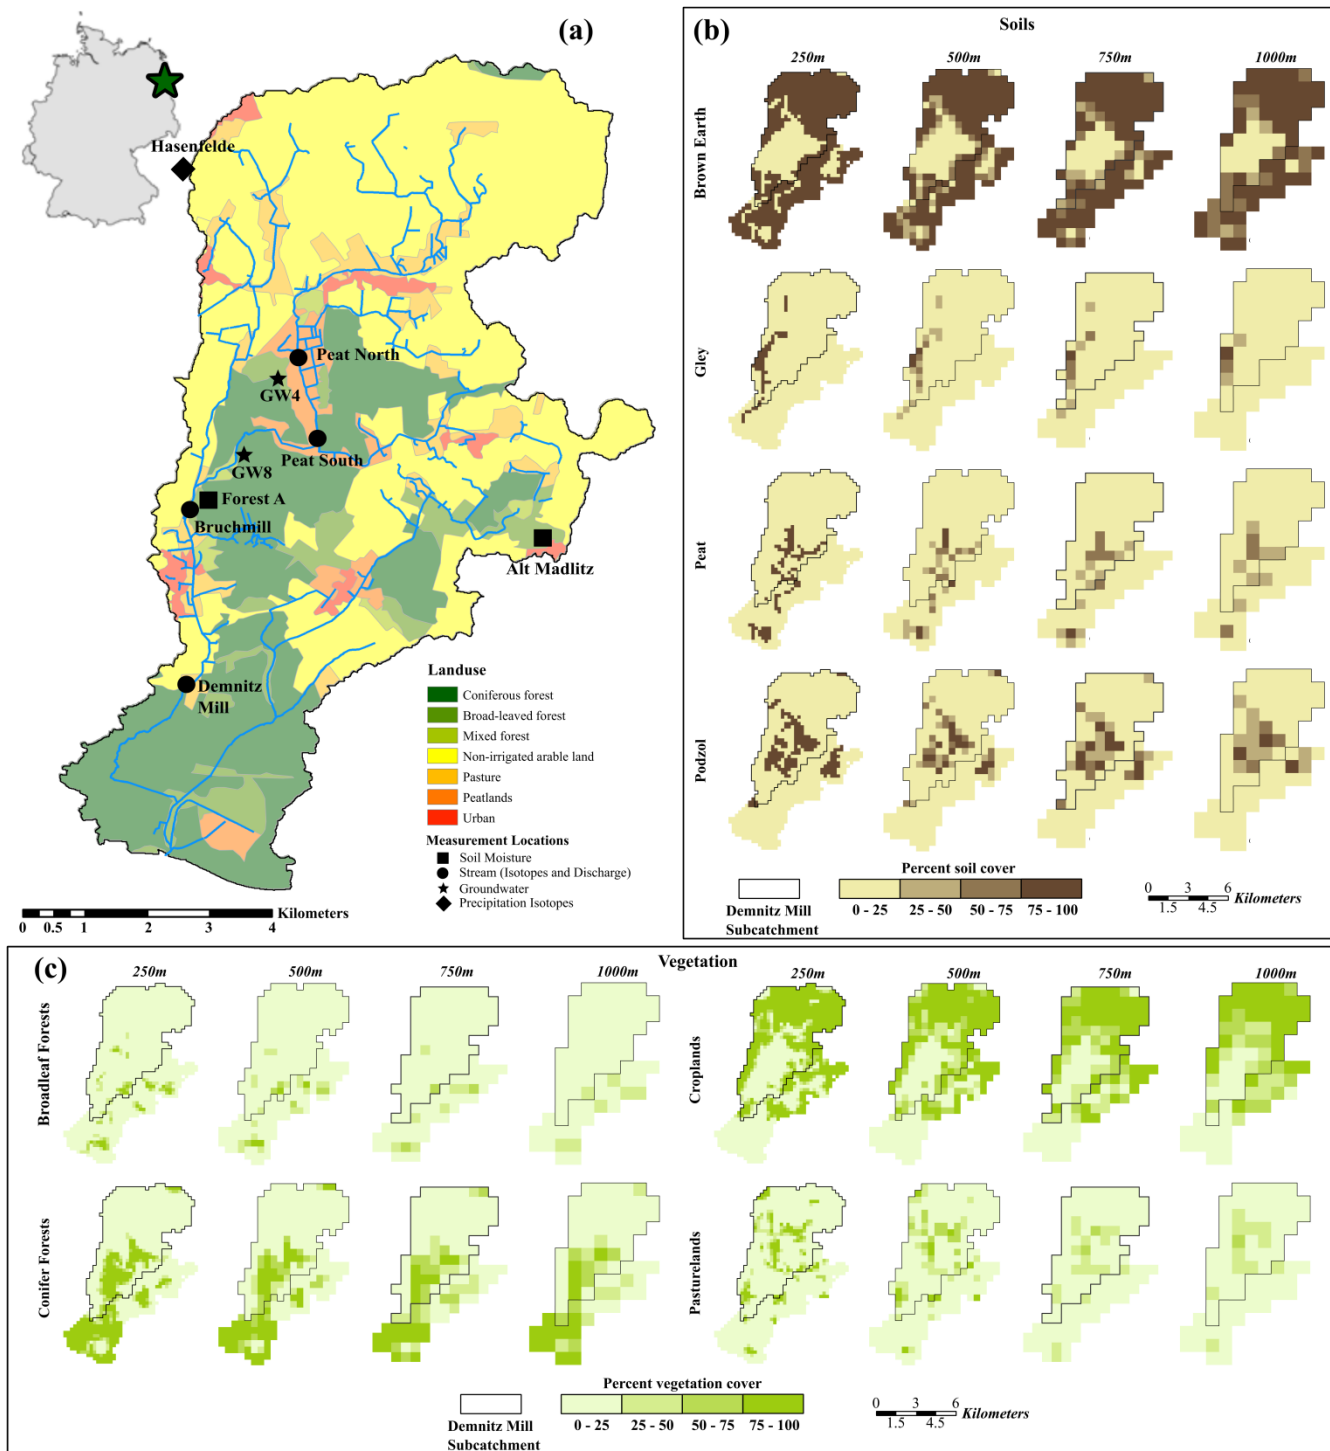 (a)
Hasenfelde
Peat North
GW4
Peat South
GW8
Forest A
Bruchmill
Alt Madlitz
Demnitz
Mill
Landuse
Coniferous forest
Broad-leaved forest
Mixed forest
Non-irrigated arable land
Pasture
Peatlands
Urban
Measurement Locations
Soil Moisture
Stream (Isotopes and Discharge)
Groundwater
Precipitation Isotopes
Kilometers
0 0.5 1 2 3 4
(b)
Soils
250m 500m 750m 1000m
Brown Earth
Gley
Peat
Podzol
Percent soil cover
0 - 25 25 - 50 50 - 75 75 - 100
Demnitz Mill
Subcatchment
0 3 6
Kilometers
1.5 4.5
(c)
Vegetation
250m 500m 750m 1000m 250m 500m 750m 1000m
Broadleaf Forests
Croplands
Conifer Forests
Pasturelands
Percent vegetation cover
0 - 25 25 - 50 50 - 75 75 - 100
Demnitz Mill
Subcatchment
0 3 6
Kilometers
1.5 4.5